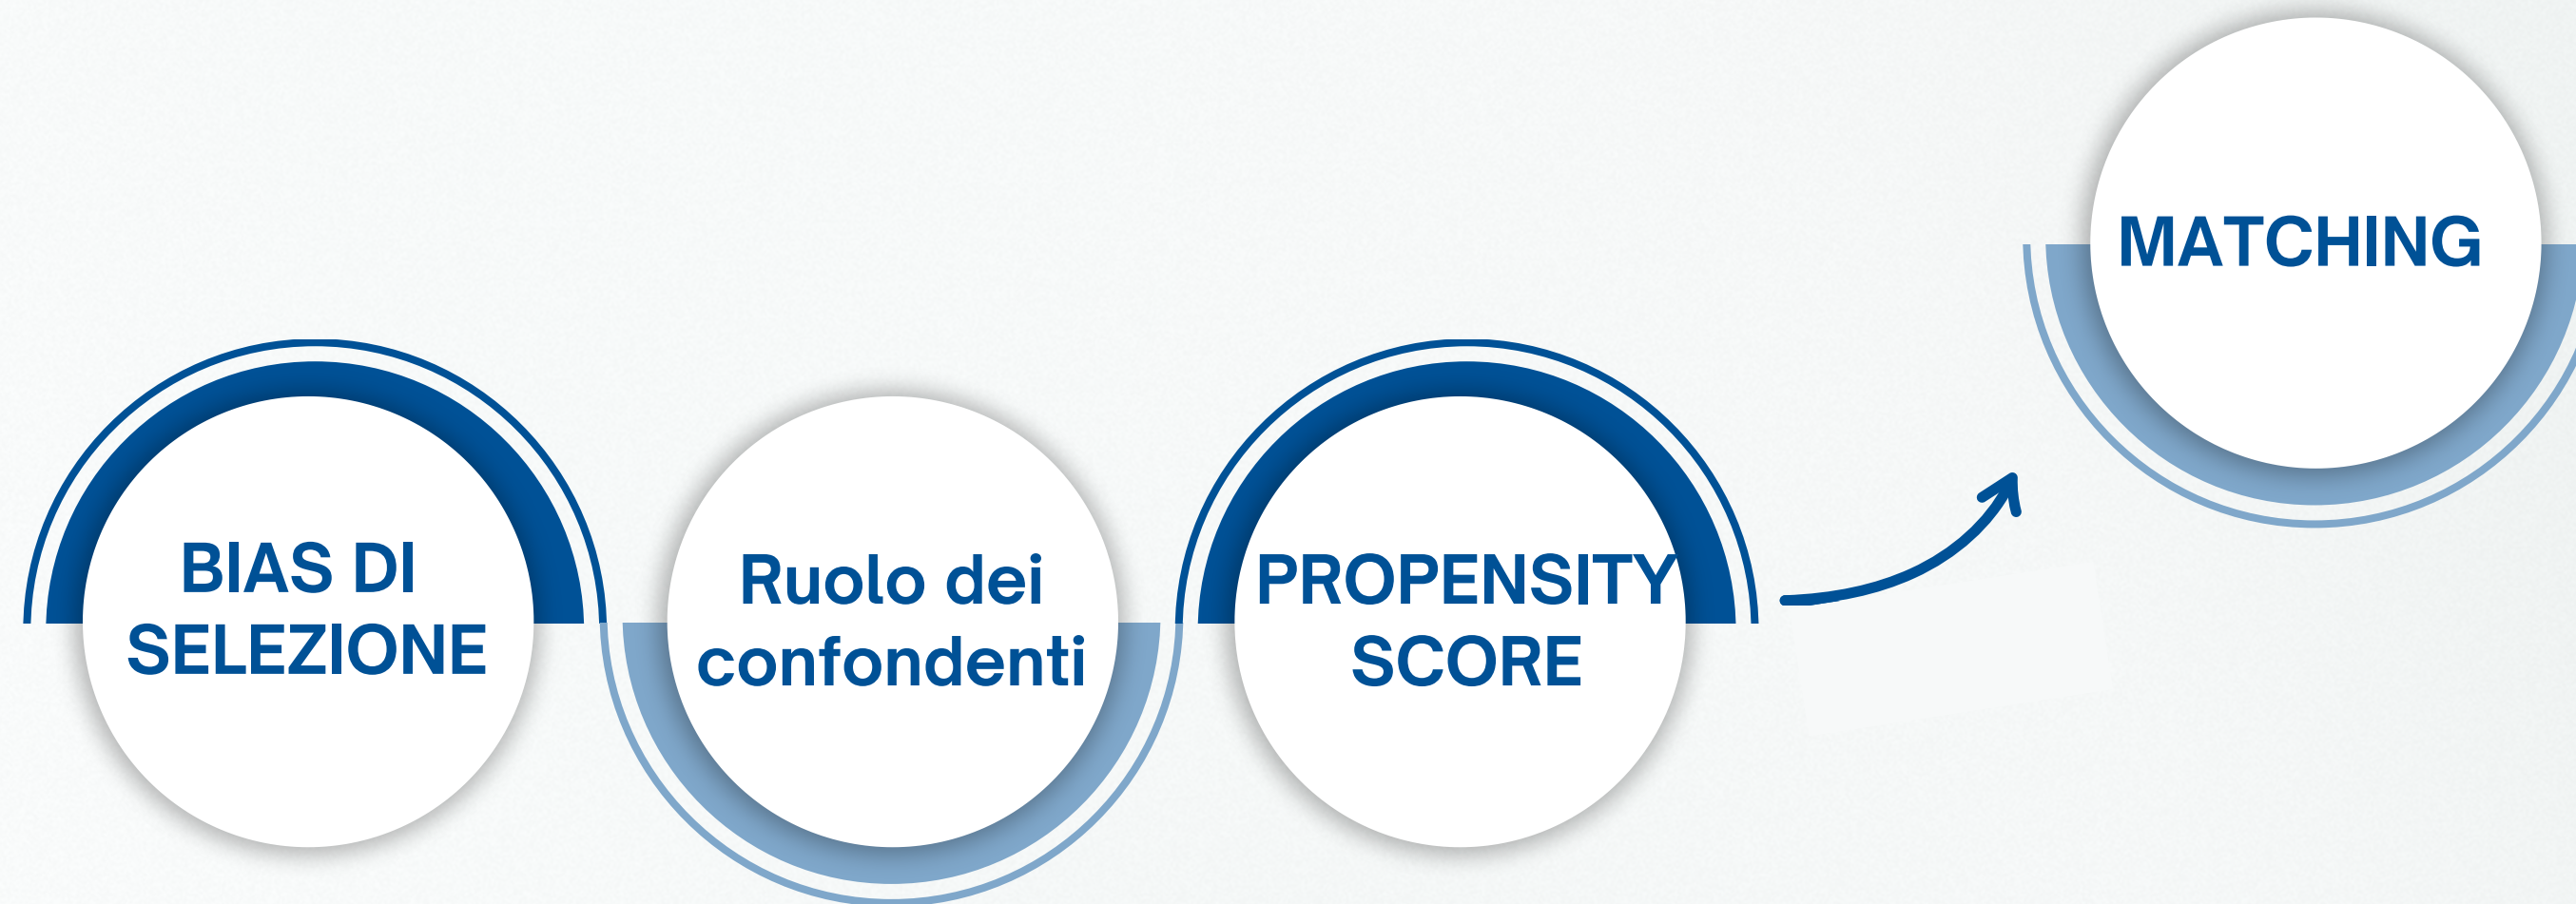 BIAS DI
SELEZIONE
Ruolo dei
confondenti
PROPENSITY
SCORE
MATCHING